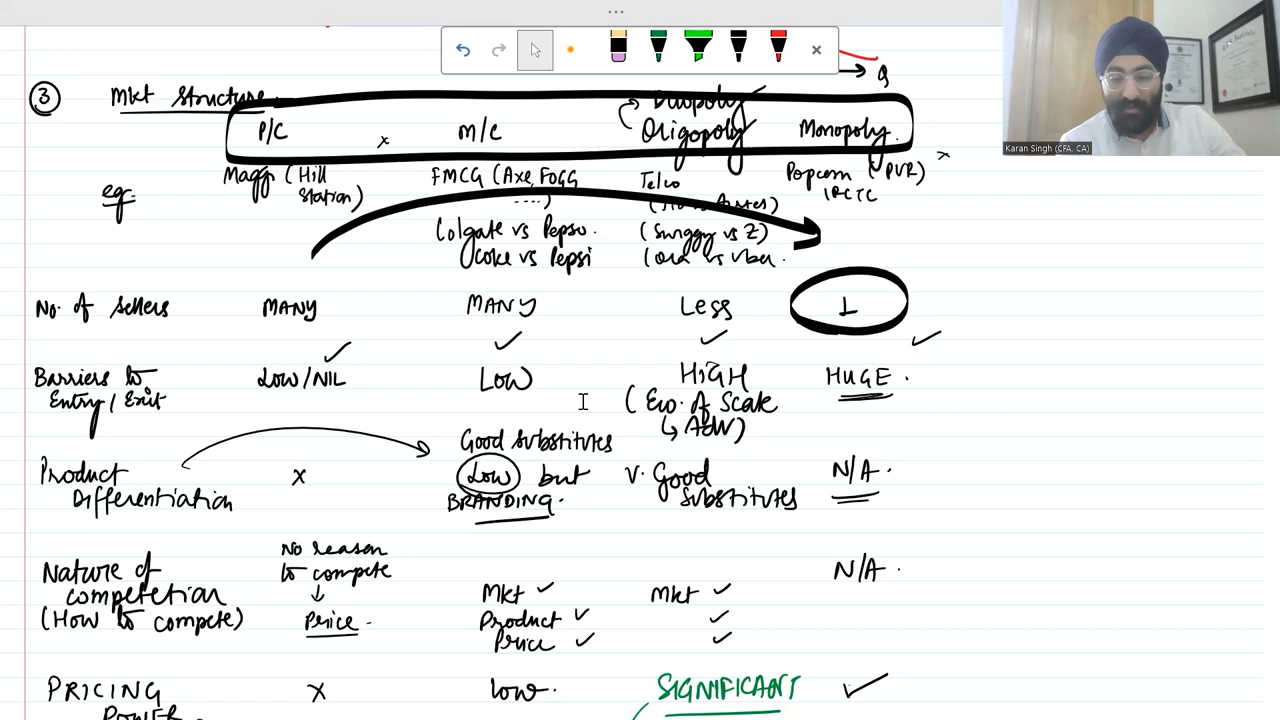 Q
3 Mkt Structure
Duopoly
P/C x M/C Oligopoly Monopoly
eg. Maggi (Hill Station) FMCG (Axe, FOGG Telco Popcorn (PVR)
....) IRCTC
Colgate vs Pepso. (Swiggy vs Z)
Coke vs Pepsi (Ola vs Uber
No. of Sellers MANY MANY Less 1
Barriers to Low/NIL Low HIGH HUGE.
Entry/Exit (Eco. of Scale
↳ Adv)
Good substitutes
Product x Low but V. Good N/A.
Differentiation BRANDING. Substitutes
No reason
Nature of to compete N/A.
competetion ↓ Mkt ✓ Mkt ✓
(How to compete) Price. Product ✓ ✓
Price ✓ ✓
PRICING x low. SIGNIFICANT ✓
POWER
Karan Singh (CFA, CA)